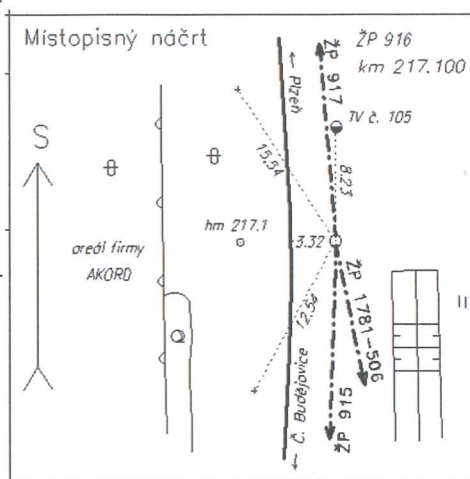 Místopisný náčrt
ŽP 916
km 217.100
S
← Plzeň
ŽP 917
TV č. 105
15.54
8.23
hm 217.1
3.32
areál firmy
AKORD
12.54
ŽP 1781-506
ŽP 915
← Č. Budějovice